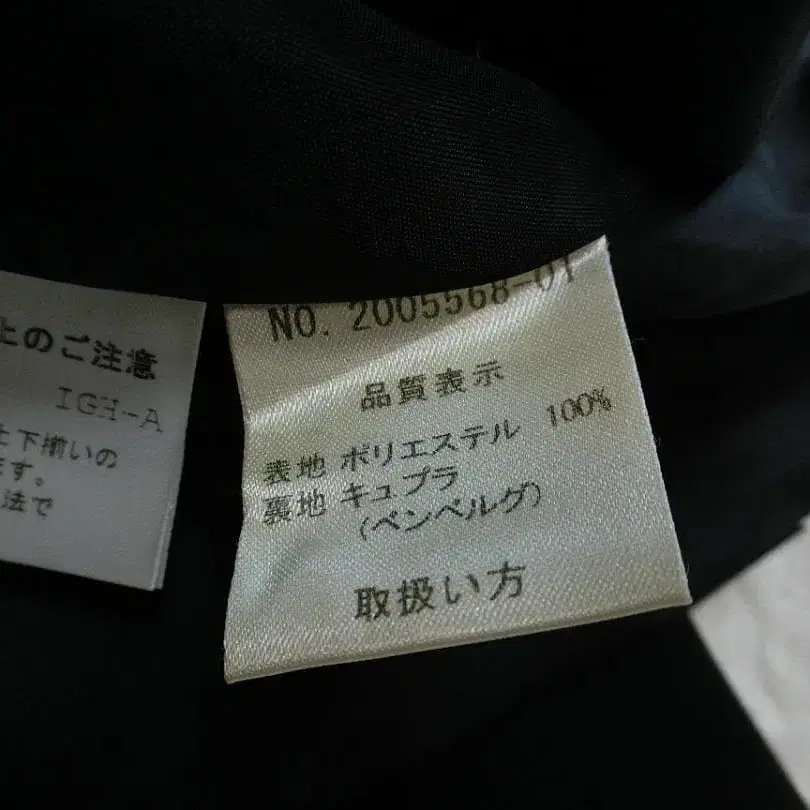 上のご注意
IGH-A
上下揃いの
ます。
法で
NO. 2005568-01
品質表示
表地 ポリエステル 100%
裏地 キュプラ
(ベンベルグ)
取扱い方